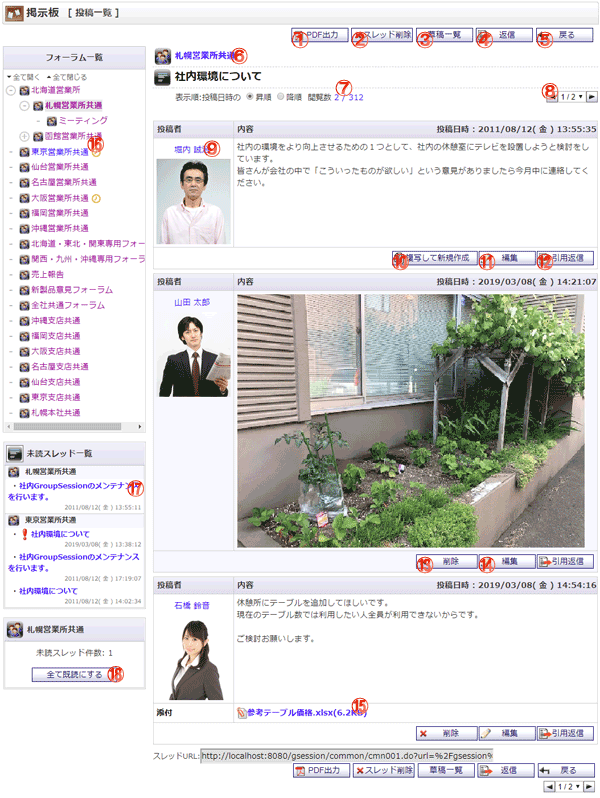 掲示板 [ 投稿一覧 ]
① PDF出力 ② スレッド削除 ③ 草稿一覧 ④ 返信 ⑤ 戻る
フォーラム一覧
▼全て開く ▲全て閉じる
北海道営業所
札幌営業所共通
ミーティング
函館営業所共通
⑯
東京営業所共通
仙台営業所共通
名古屋営業所共通
大阪営業所共通
福岡営業所共通
沖縄営業所共通
北海道・東北・関東専用フォー
関西・九州・沖縄専用フォーラ
売上報告
新製品意見フォーラム
全社共通フォーラム
沖縄支店共通
福岡支店共通
大阪支店共通
名古屋支店共通
仙台支店共通
東京支店共通
札幌本社共通
未読スレッド一覧
札幌営業所共通
・社内GroupSessionのメンテナンス ⑰
を行います。
2011/08/12( 金 ) 13:55:11
東京営業所共通
・ 社内環境について
2019/03/08( 金 ) 13:38:12
・社内GroupSessionのメンテナンス
を行います。
2011/08/12( 金 ) 17:19:07
・社内環境について
2011/08/12( 金 ) 14:02:34
札幌営業所共通
未読スレッド件数: 1
全て既読にする ⑱
札幌営業所共通 ⑥
社内環境について
表示順:投稿日時の 昇順 降順 閲覧数 2 / 312 ⑦
⑧ 1 / 2
投稿者 内容 投稿日時 : 2011/08/12( 金 ) 13:55:35
堀内 ⑨
社内の環境をより向上させるための１つとして、社内の休憩室にテレビを設置しようと検討をし
ています。
皆さんが会社の中で「こういったものが欲しい」という意見がありましたら今月中に連絡してく
ださい。
⑩ 複写して新規作成 ⑪ 編集 ⑫ 引用返信
投稿者 内容 投稿日時 : 2019/03/08( 金 ) 14:21:07
山田 太郎
⑬ 削除 ⑭ 編集 引用返信
投稿者 内容 投稿日時 : 2019/03/08( 金 ) 14:54:16
石橋 鈴音
休憩所にテーブルを追加してほしいです。
現在のテーブル数では利用したい人全員が利用できないからです。
ご検討お願いします。
添付 参考テーブル価格.xlsx(6.2KB) ⑮
削除 編集 引用返信
スレッドURL: http://localhost:8080/gsession/common/cmn001.do?url=%2Fgsession%
PDF出力 スレッド削除 草稿一覧 返信 戻る
1 / 2